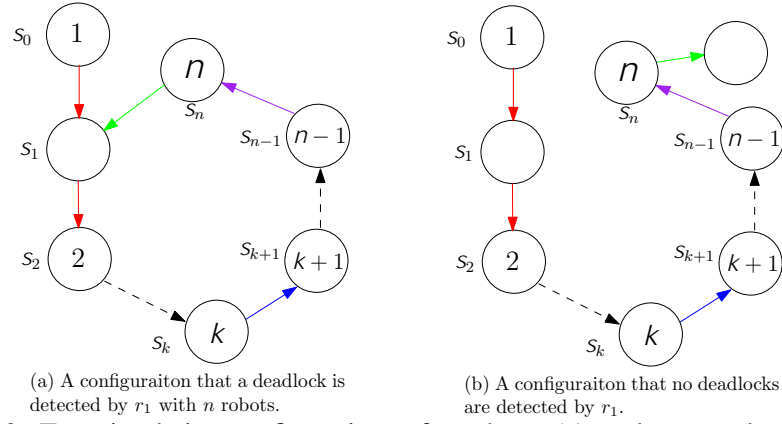 S0 1
n
Sn
S1
Sn−1 n−1
S2 2
Sk+1 k+1
Sk k
(a) A configuraiton that a deadlock is
detected by r1 with n robots.
S0 1
n
Sn
S1
Sn−1 n−1
S2 2
Sk+1 k+1
Sk k
(b) A configuraiton that no deadlocks
are detected by r1.